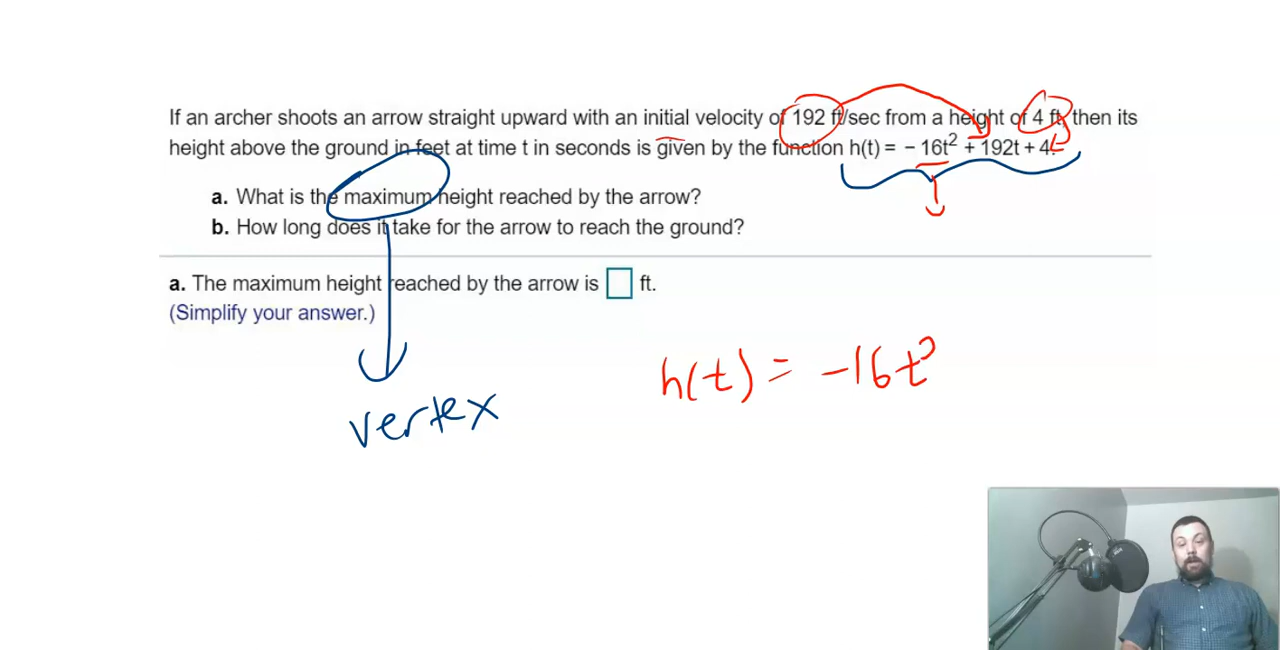 If an archer shoots an arrow straight upward with an initial velocity of 192 ft/sec from a height of 4 ft, then its
height above the ground in feet at time t in seconds is given by the function h(t) = − 16t² + 192t + 4.
a. What is the maximum height reached by the arrow?
b. How long does it take for the arrow to reach the ground?
a. The maximum height reached by the arrow is ft.
(Simplify your answer.)
h(t) = -16t²
vertex